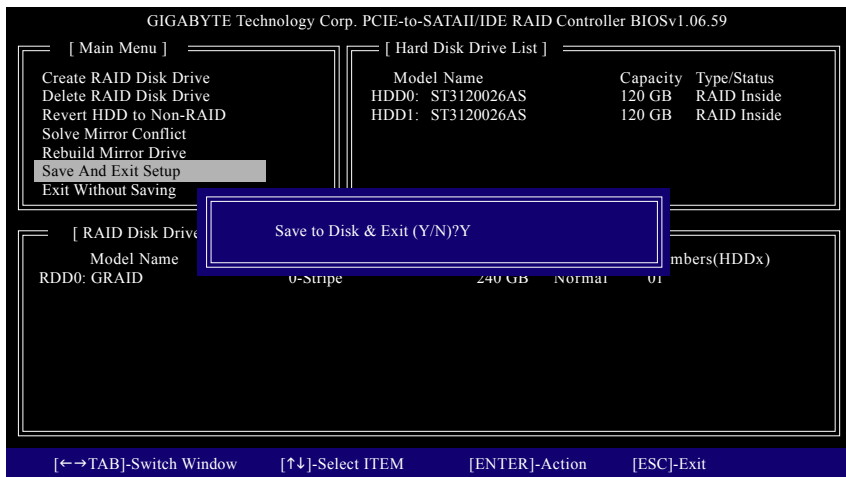 GIGABYTE Technology Corp. PCIE-to-SATAII/IDE RAID Controller BIOSv1.06.59
[ Main Menu ]
Create RAID Disk Drive
Delete RAID Disk Drive
Revert HDD to Non-RAID
Solve Mirror Conflict
Rebuild Mirror Drive
Save And Exit Setup
Exit Without Saving
[ Hard Disk Drive List ]
Model Name Capacity Type/Status
HDD0: ST3120026AS 120 GB RAID Inside
HDD1: ST3120026AS 120 GB RAID Inside
Save to Disk & Exit (Y/N)?Y
[ RAID Disk Drive
Model Name mbers(HDDx)
RDD0: GRAID 0-Stripe 240 GB Normal 01
[←→TAB]-Switch Window [↑↓]-Select ITEM [ENTER]-Action [ESC]-Exit